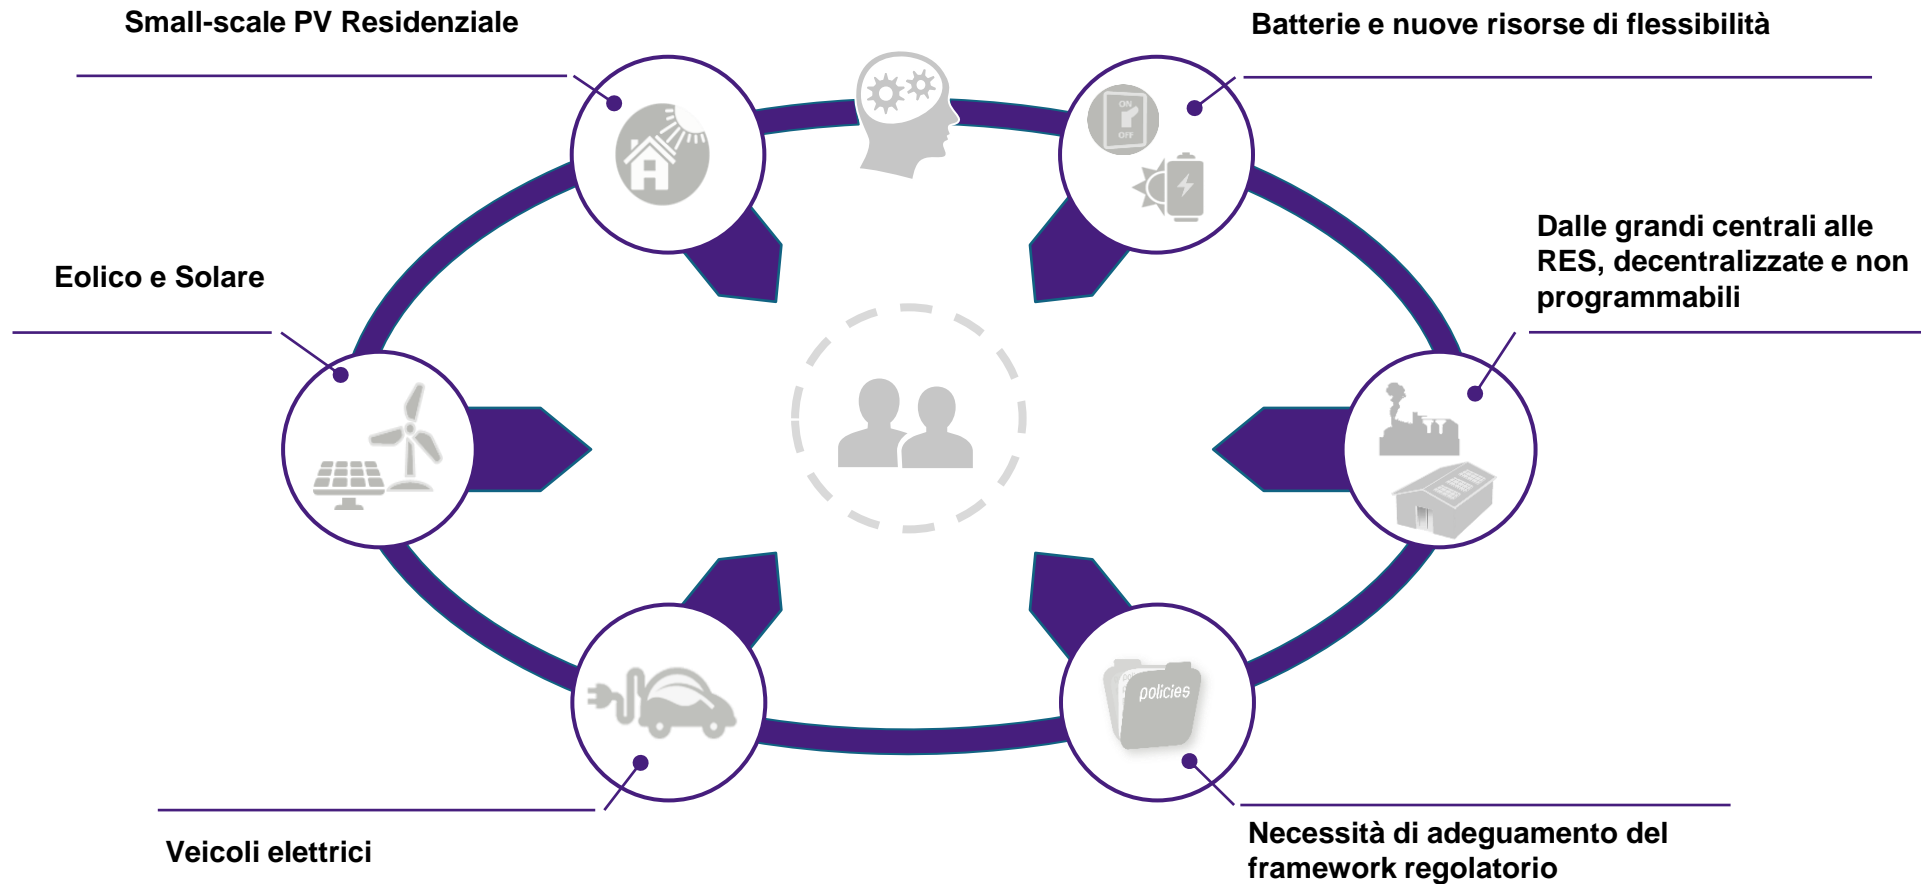 Small-scale PV Residenziale
Batterie e nuove risorse di flessibilità
ON
OFF
Dalle grandi centrali alle
RES, decentralizzate e non
programmabili
Eolico e Solare
policies
Veicoli elettrici
Necessità di adeguamento del
framework regolatorio